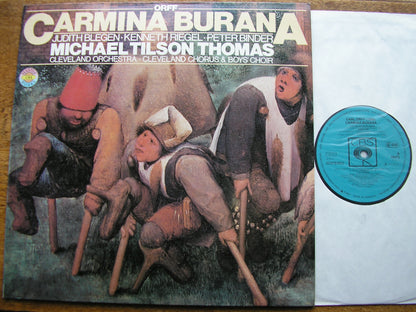 ORFF
CARMINA BURANA
JUDITH BLEGEN · KENNETH RIEGEL · PETER BINDER
MICHAEL TILSON THOMAS
CLEVELAND ORCHESTRA · CLEVELAND CHORUS & BOYS' CHOIR
CBS